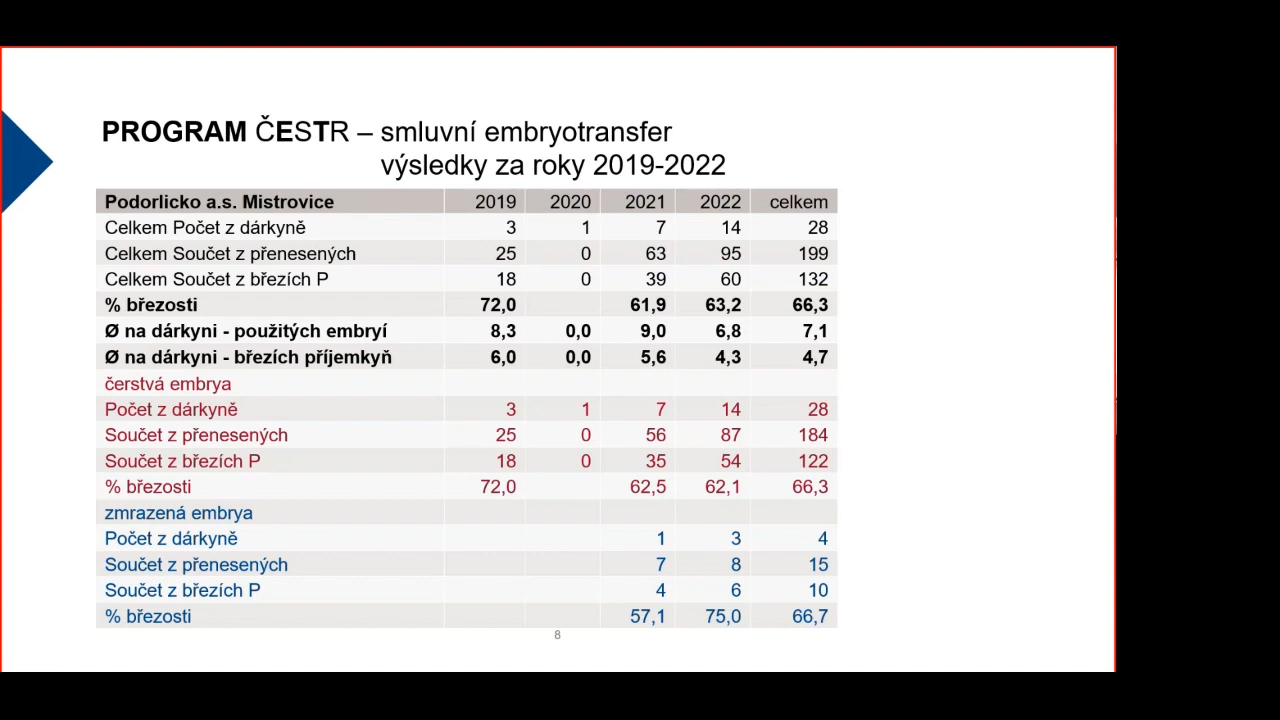 PROGRAM ČESTR – smluvní embryotransfer
výsledky za roky 2019-2022
Podorlicko a.s. Mistrovice 2019 2020 2021 2022 celkem
Celkem Počet z dárkyně 3 1 7 14 28
Celkem Součet z přenesených 25 0 63 95 199
Celkem Součet z březích P 18 0 39 60 132
% březosti 72,0 61,9 63,2 66,3
Ø na dárkyni - použitých embryí 8,3 0,0 9,0 6,8 7,1
Ø na dárkyni - březích příjemkyň 6,0 0,0 5,6 4,3 4,7
čerstvá embrya
Počet z dárkyně 3 1 7 14 28
Součet z přenesených 25 0 56 87 184
Součet z březích P 18 0 35 54 122
% březosti 72,0 62,5 62,1 66,3
zmrazená embrya
Počet z dárkyně 1 3 4
Součet z přenesených 7 8 15
Součet z březích P 4 6 10
% březosti 57,1 75,0 66,7
8